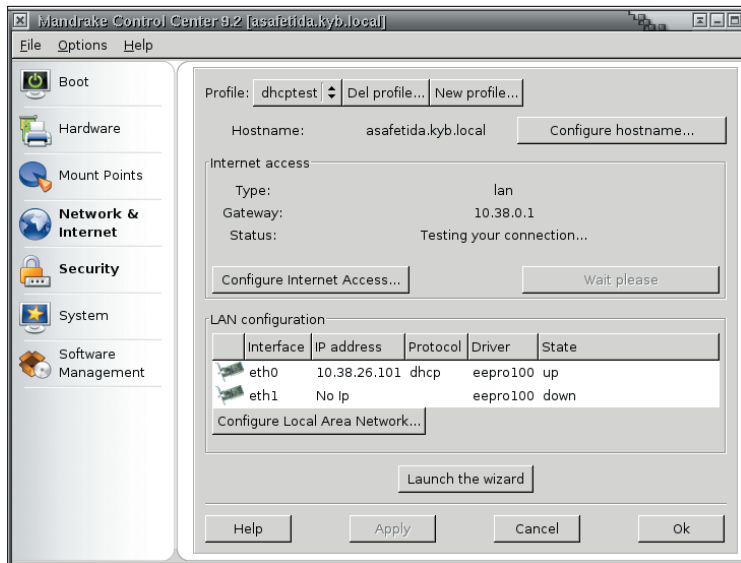 Mandrake Control Center 9.2 [asafetida.kyb.local]
File Options Help
Boot
Hardware
Mount Points
Network &
Internet
Security
System
Software
Management
Profile: dhcptest Del profile... New profile...
Hostname: asafetida.kyb.local Configure hostname...
Internet access
Type: lan
Gateway: 10.38.0.1
Status: Testing your connection...
Configure Internet Access... Wait please
LAN configuration
Interface IP address Protocol Driver State
eth0 10.38.26.101 dhcp eepro100 up
eth1 No Ip eepro100 down
Configure Local Area Network...
Launch the wizard
Help Apply Cancel Ok